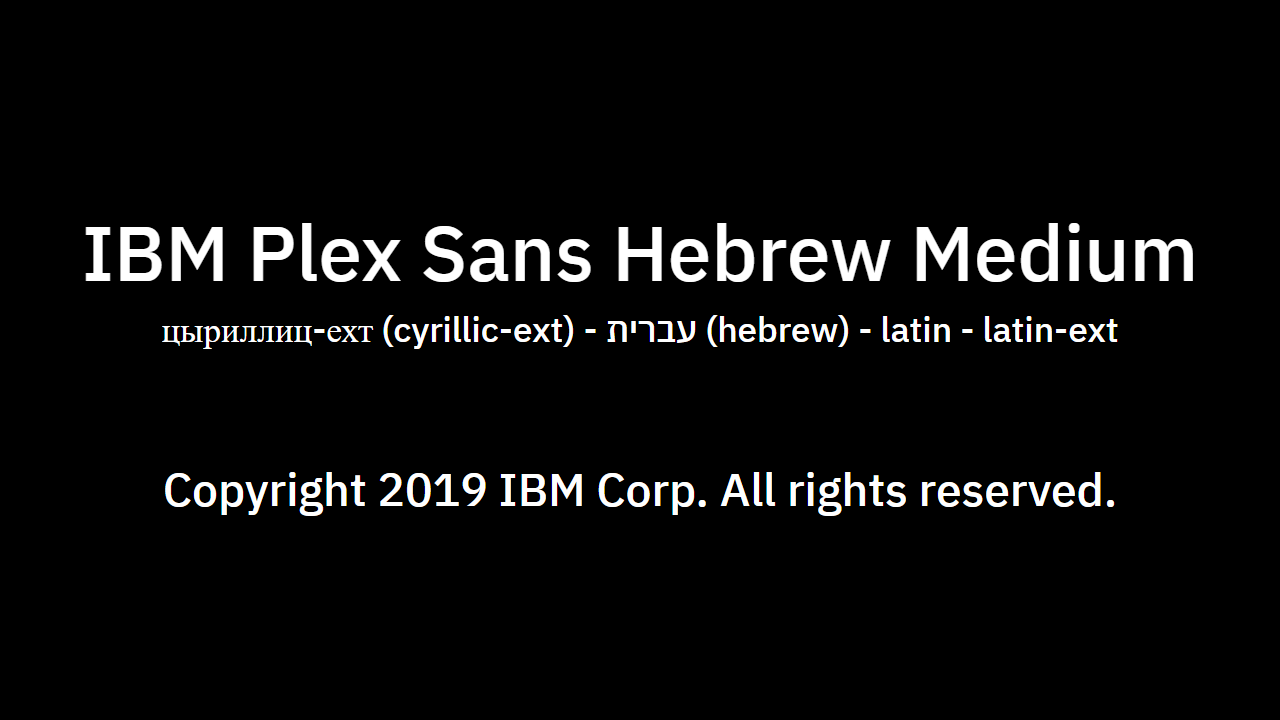 IBM Plex Sans Hebrew Medium
цыриллиц-ехт (cyrillic-ext) - עברית (hebrew) - latin - latin-ext
Copyright 2019 IBM Corp. All rights reserved.